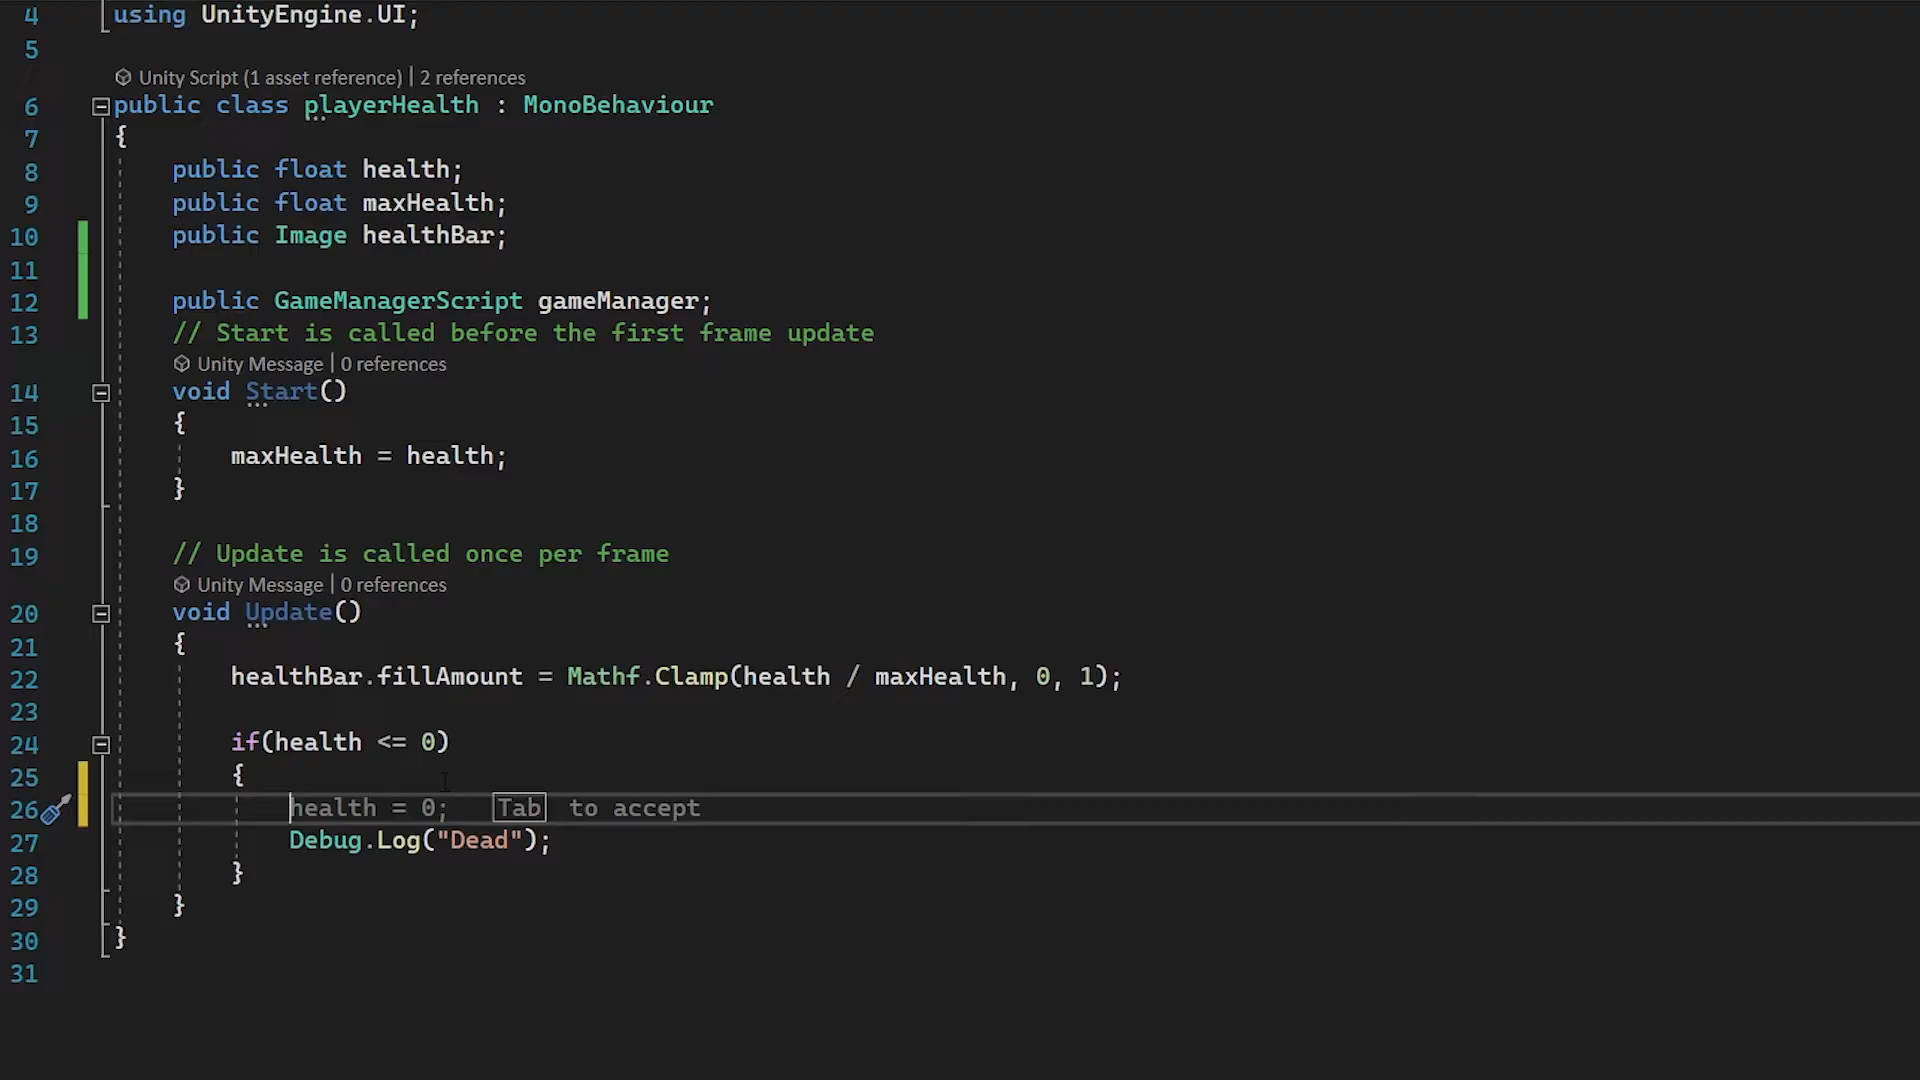 4 using UnityEngine.UI;
5
Unity Script (1 asset reference) | 2 references
6 public class playerHealth : MonoBehaviour
7 {
8 public float health;
9 public float maxHealth;
10 public Image healthBar;
11
12 public GameManagerScript gameManager;
13 // Start is called before the first frame update
Unity Message | 0 references
14 void Start()
15 {
16 maxHealth = health;
17 }
18
19 // Update is called once per frame
Unity Message | 0 references
20 void Update()
21 {
22 healthBar.fillAmount = Mathf.Clamp(health / maxHealth, 0, 1);
23
24 if(health <= 0)
25 {
26 health = 0; Tab to accept
27 Debug.Log("Dead");
28 }
29 }
30 }
31